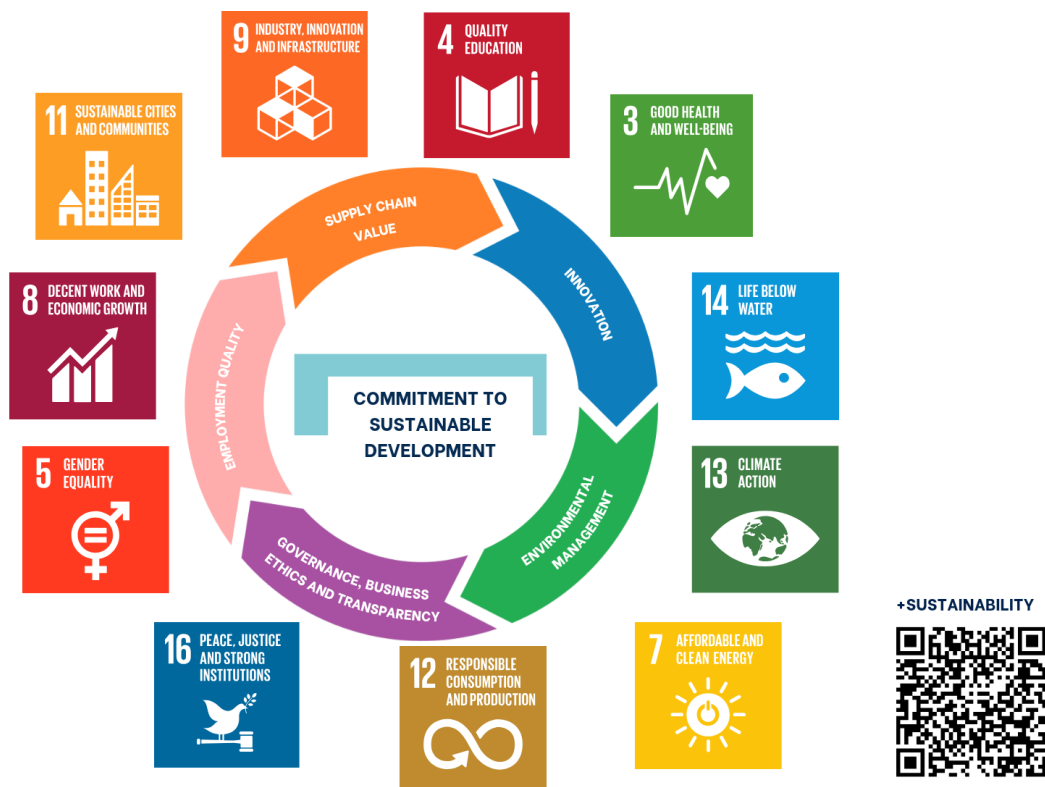 9 INDUSTRY, INNOVATION
AND INFRASTRUCTURE
4 QUALITY
EDUCATION
11 SUSTAINABLE CITIES
AND COMMUNITIES
3 GOOD HEALTH
AND WELL-BEING
SUPPLY CHAIN
VALUE
INNOVATION
8 DECENT WORK AND
ECONOMIC GROWTH
14 LIFE BELOW
WATER
EMPLOYMENT QUALITY
COMMITMENT TO
SUSTAINABLE
DEVELOPMENT
5 GENDER
EQUALITY
13 CLIMATE
ACTION
ENVIRONMENTAL
MANAGEMENT
GOVERNANCE, BUSINESS
ETHICS AND TRANSPARENCY
16 PEACE, JUSTICE
AND STRONG
INSTITUTIONS
12 RESPONSIBLE
CONSUMPTION
AND PRODUCTION
7 AFFORDABLE AND
CLEAN ENERGY
+SUSTAINABILITY